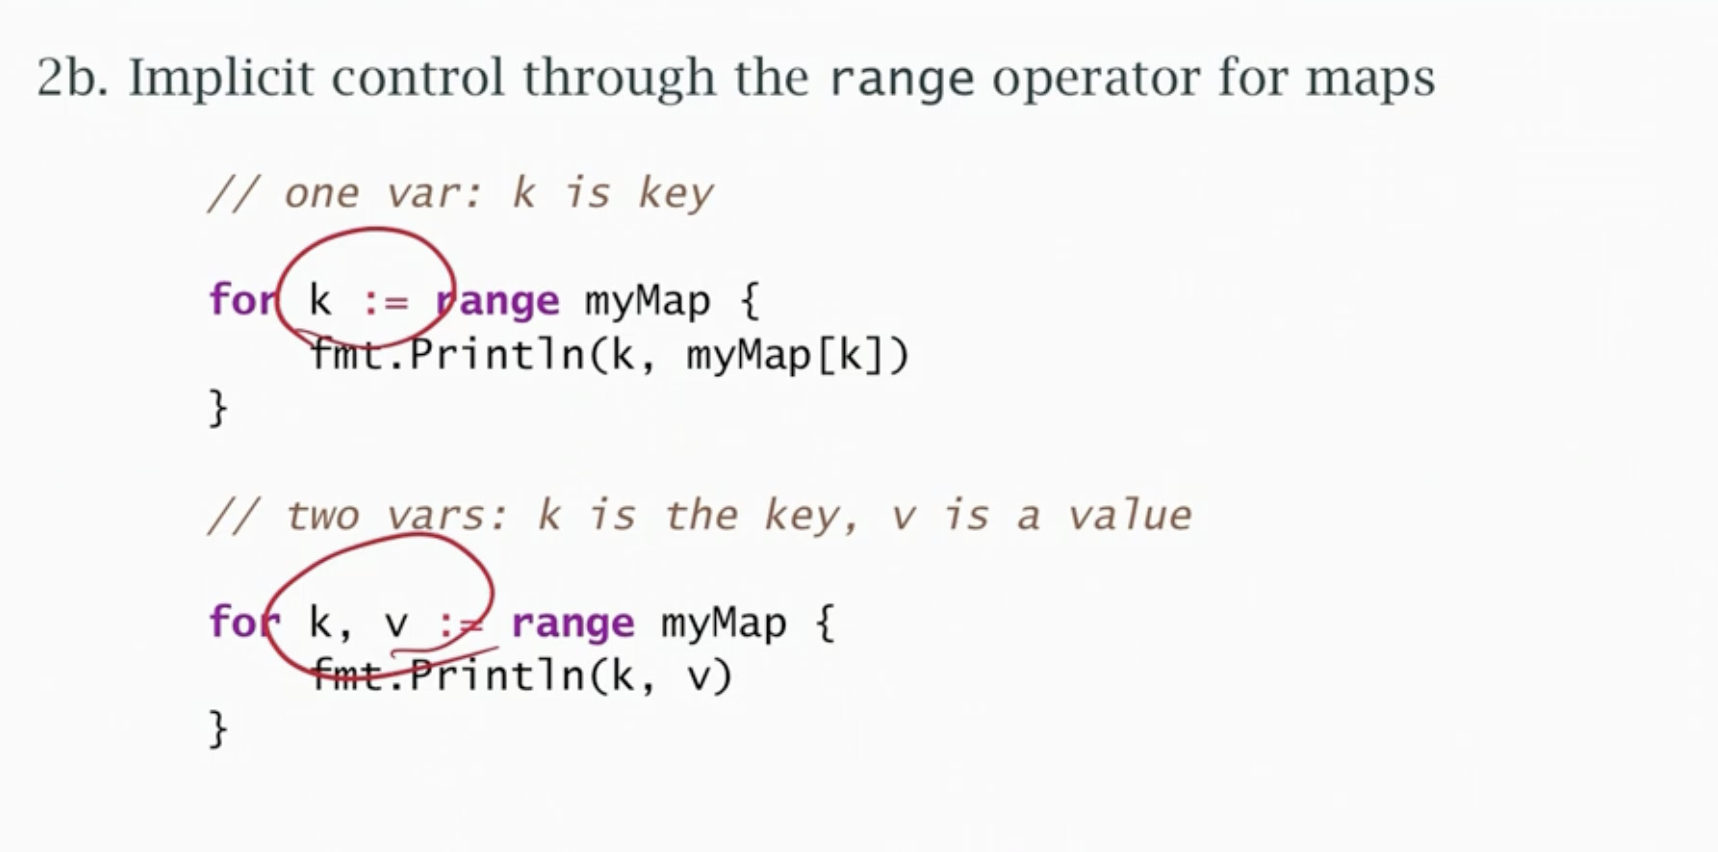 2b. Implicit control through the range operator for maps
// one var: k is key
for k := range myMap {
fmt.Println(k, myMap[k])
}
// two vars: k is the key, v is a value
for k, v := range myMap {
fmt.Println(k, v)
}